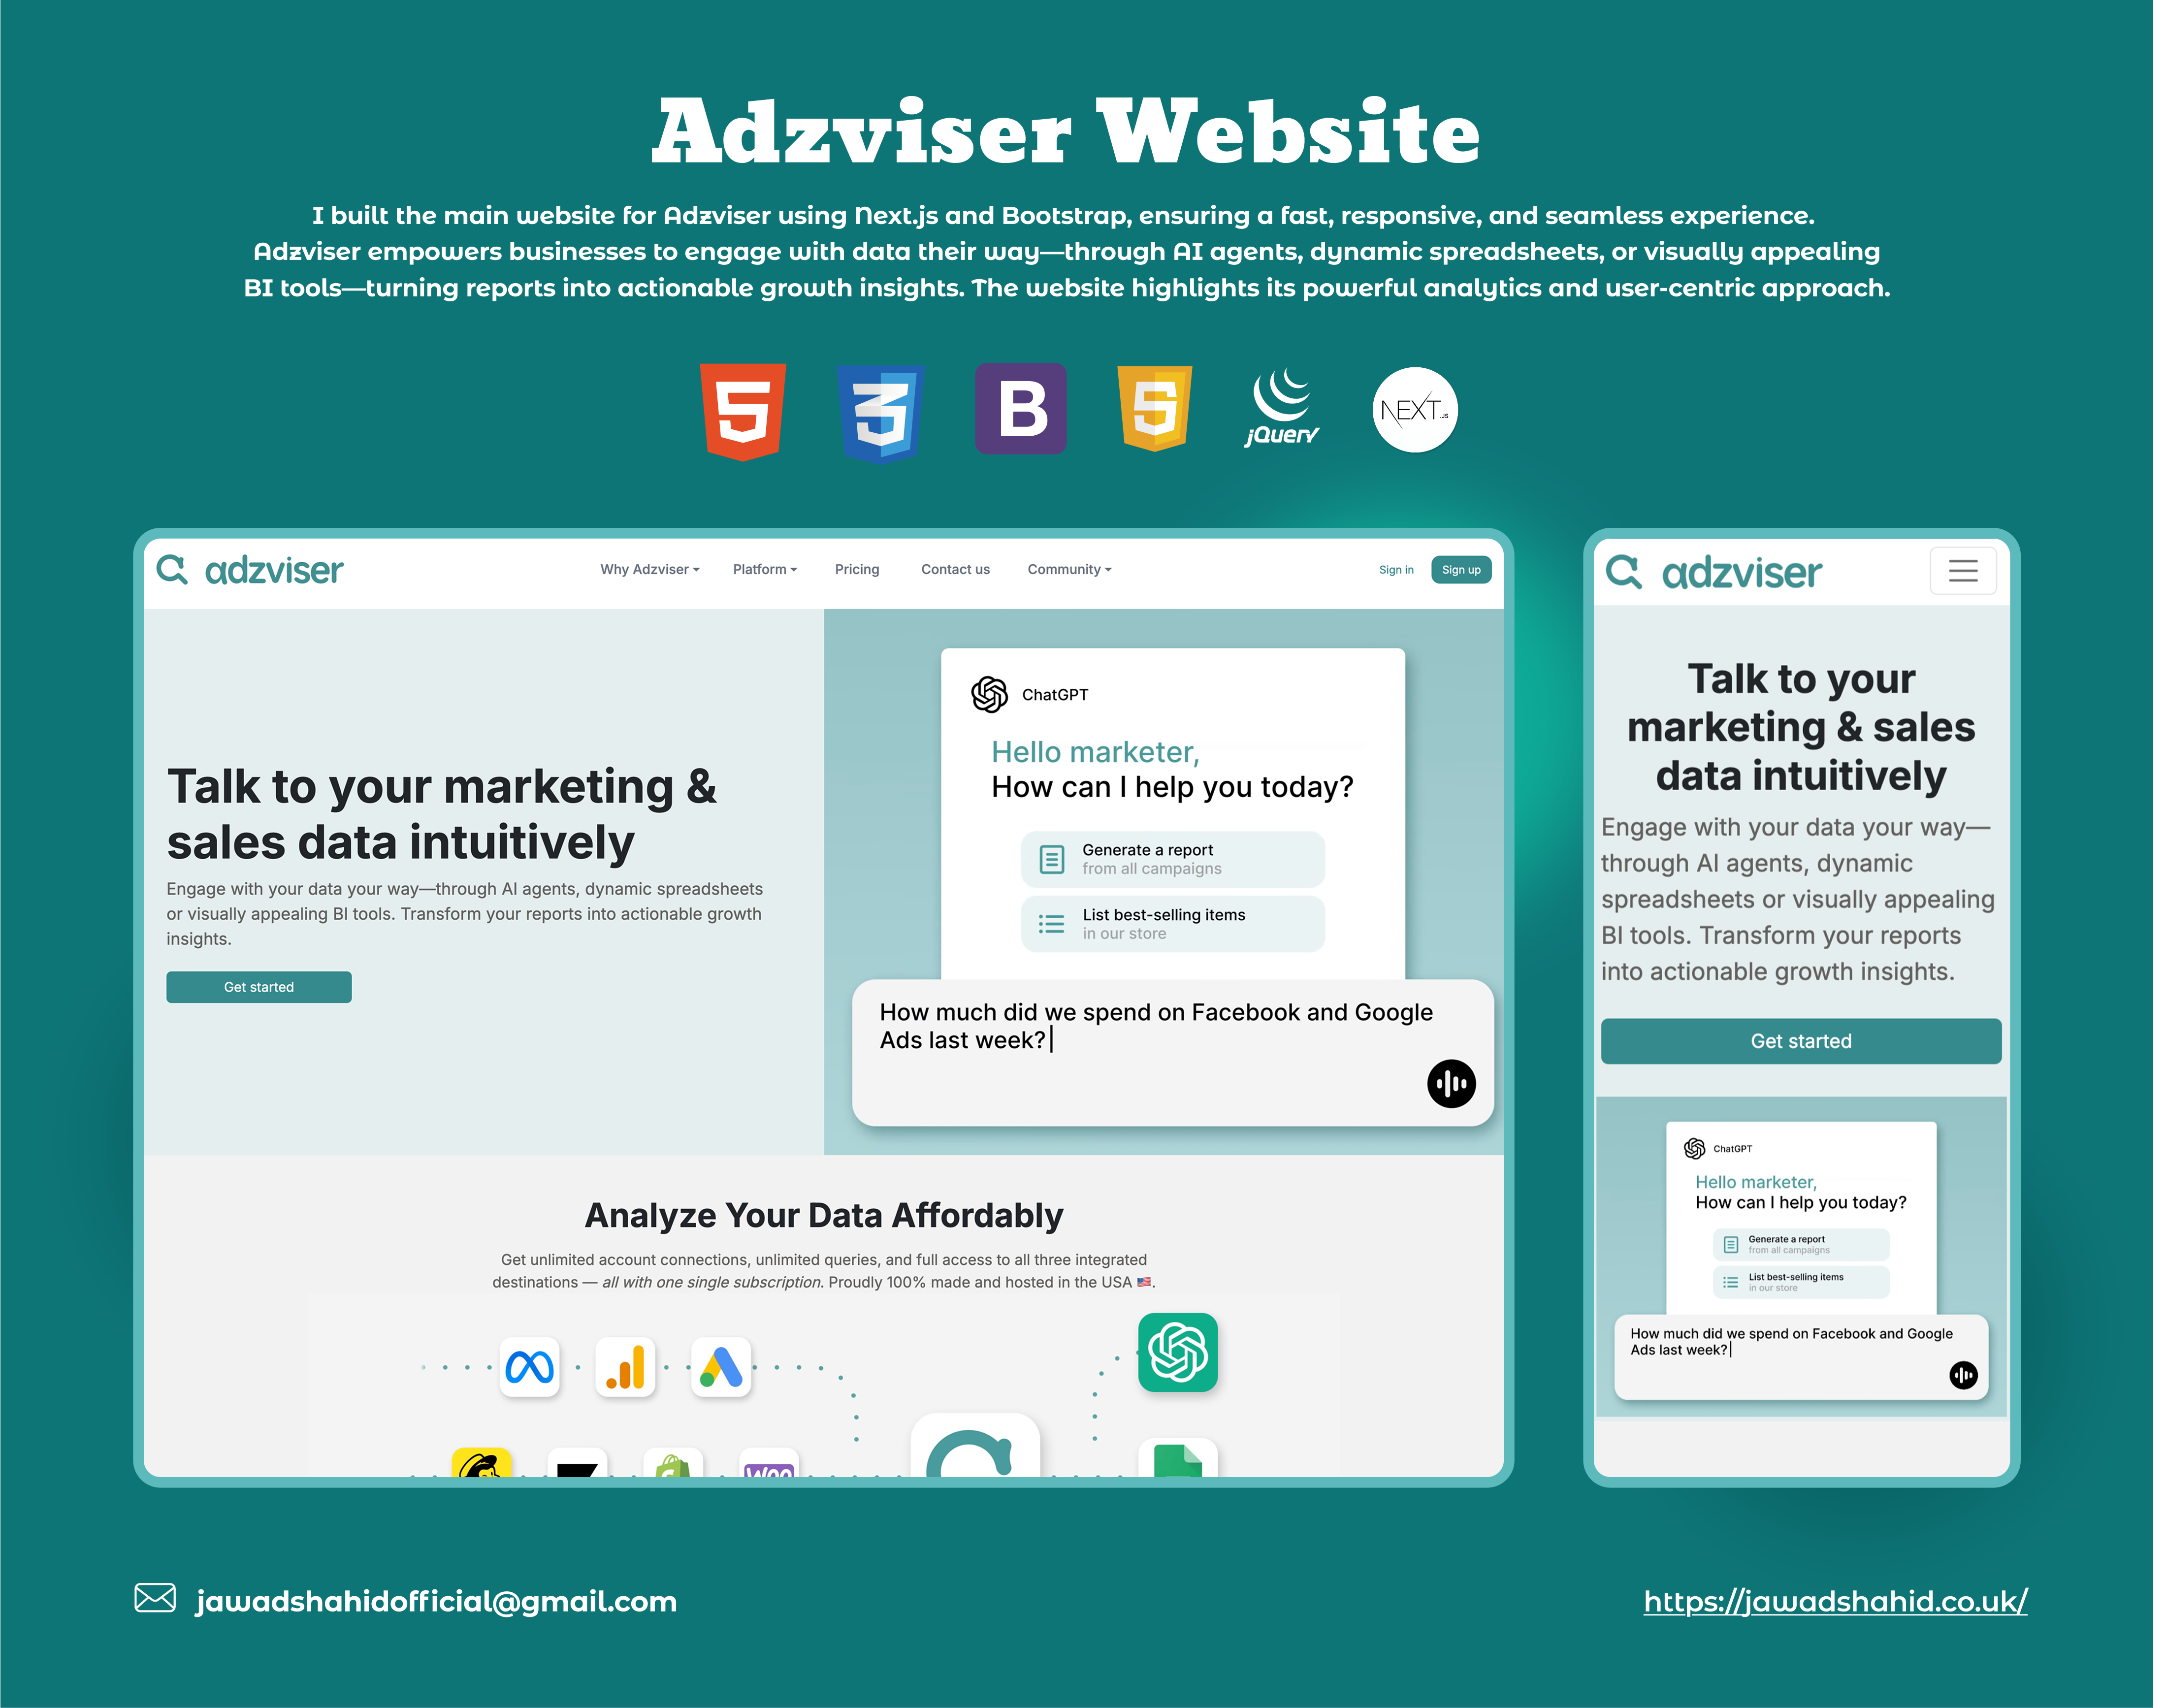 Adzviser Website
I built the main website for Adzviser using Next.js and Bootstrap, ensuring a fast, responsive, and seamless experience.
Adzviser empowers businesses to engage with data their way—through AI agents, dynamic spreadsheets, or visually appealing
BI tools—turning reports into actionable growth insights. The website highlights its powerful analytics and user-centric approach.
5 3 B 5 jQuery NEXT.JS
adzviser
Why Adzviser Platform Pricing Contact us Community
Sign in Sign up
Talk to your marketing &
sales data intuitively
Engage with your data your way—through AI agents, dynamic spreadsheets
or visually appealing BI tools. Transform your reports into actionable growth
insights.
Get started
ChatGPT
Hello marketer,
How can I help you today?
Generate a report
from all campaigns
List best-selling items
in our store
How much did we spend on Facebook and Google
Ads last week?
Analyze Your Data Affordably
Get unlimited account connections, unlimited queries, and full access to all three integrated
destinations — all with one single subscription. Proudly 100% made and hosted in the USA 🇺🇸.
Woo
adzviser
Talk to your
marketing & sales
data intuitively
Engage with your data your way—
through AI agents, dynamic
spreadsheets or visually appealing
BI tools. Transform your reports
into actionable growth insights.
Get started
ChatGPT
Hello marketer,
How can I help you today?
Generate a report
from all campaigns
List best-selling items
in our store
How much did we spend on Facebook and Google
Ads last week?
jawadshahidofficial@gmail.com
https://jawadshahid.co.uk/